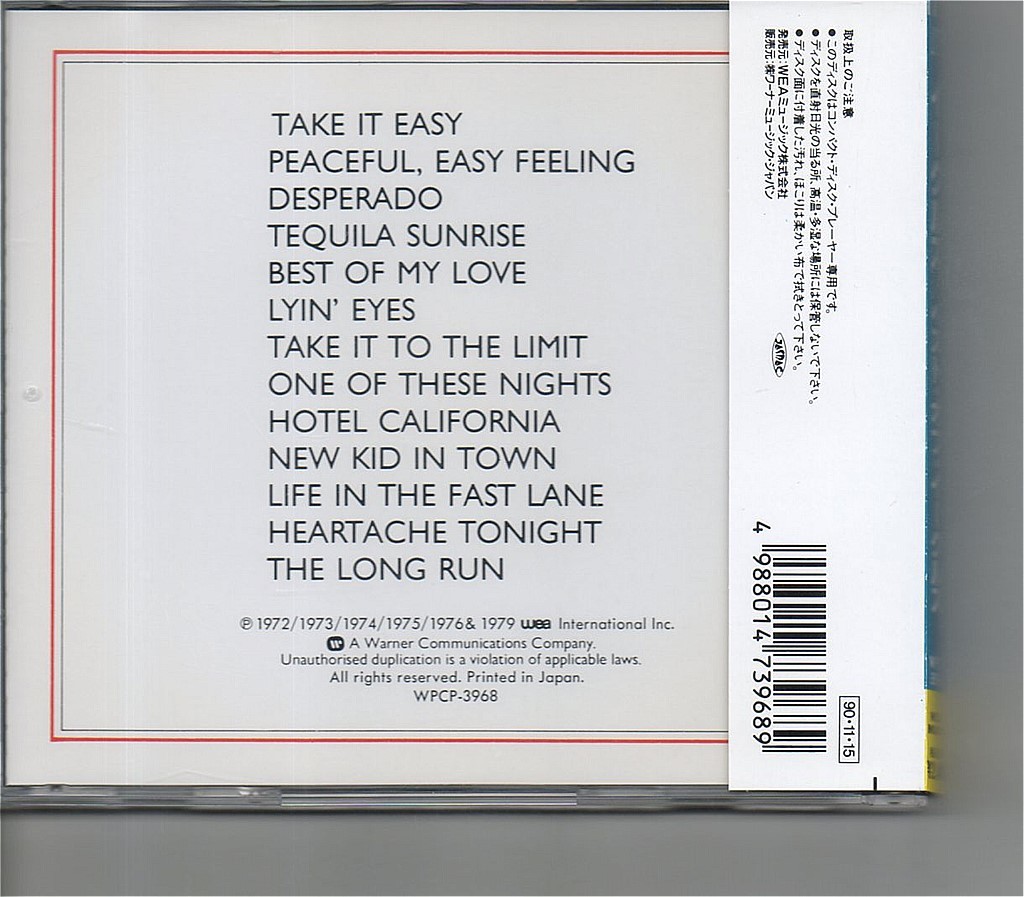 TAKE IT EASY
PEACEFUL, EASY FEELING
DESPERADO
TEQUILA SUNRISE
BEST OF MY LOVE
LYIN' EYES
TAKE IT TO THE LIMIT
ONE OF THESE NIGHTS
HOTEL CALIFORNIA
NEW KID IN TOWN
LIFE IN THE FAST LANE
HEARTACHE TONIGHT
THE LONG RUN
℗ 1972/1973/1974/1975/1976 & 1979 wea International Inc.
A Warner Communications Company.
Unauthorised duplication is a violation of applicable laws.
All rights reserved. Printed in Japan.
WPCP-3968
取扱上のご注意
●このディスクはコンパクト・ディスク・プレーヤー専用です。
●ディスクを直射日光の当る所、高温・多湿な場所には保管しないで下さい。
●ディスク面に付着した汚れ、ほこりは柔かい布で拭きとって下さい。
発売元:WEAミュージック株式会社
販売元:㈱ワーナーミュージック・ジャパン
JASRAC
4 988014 739689
90・11・15